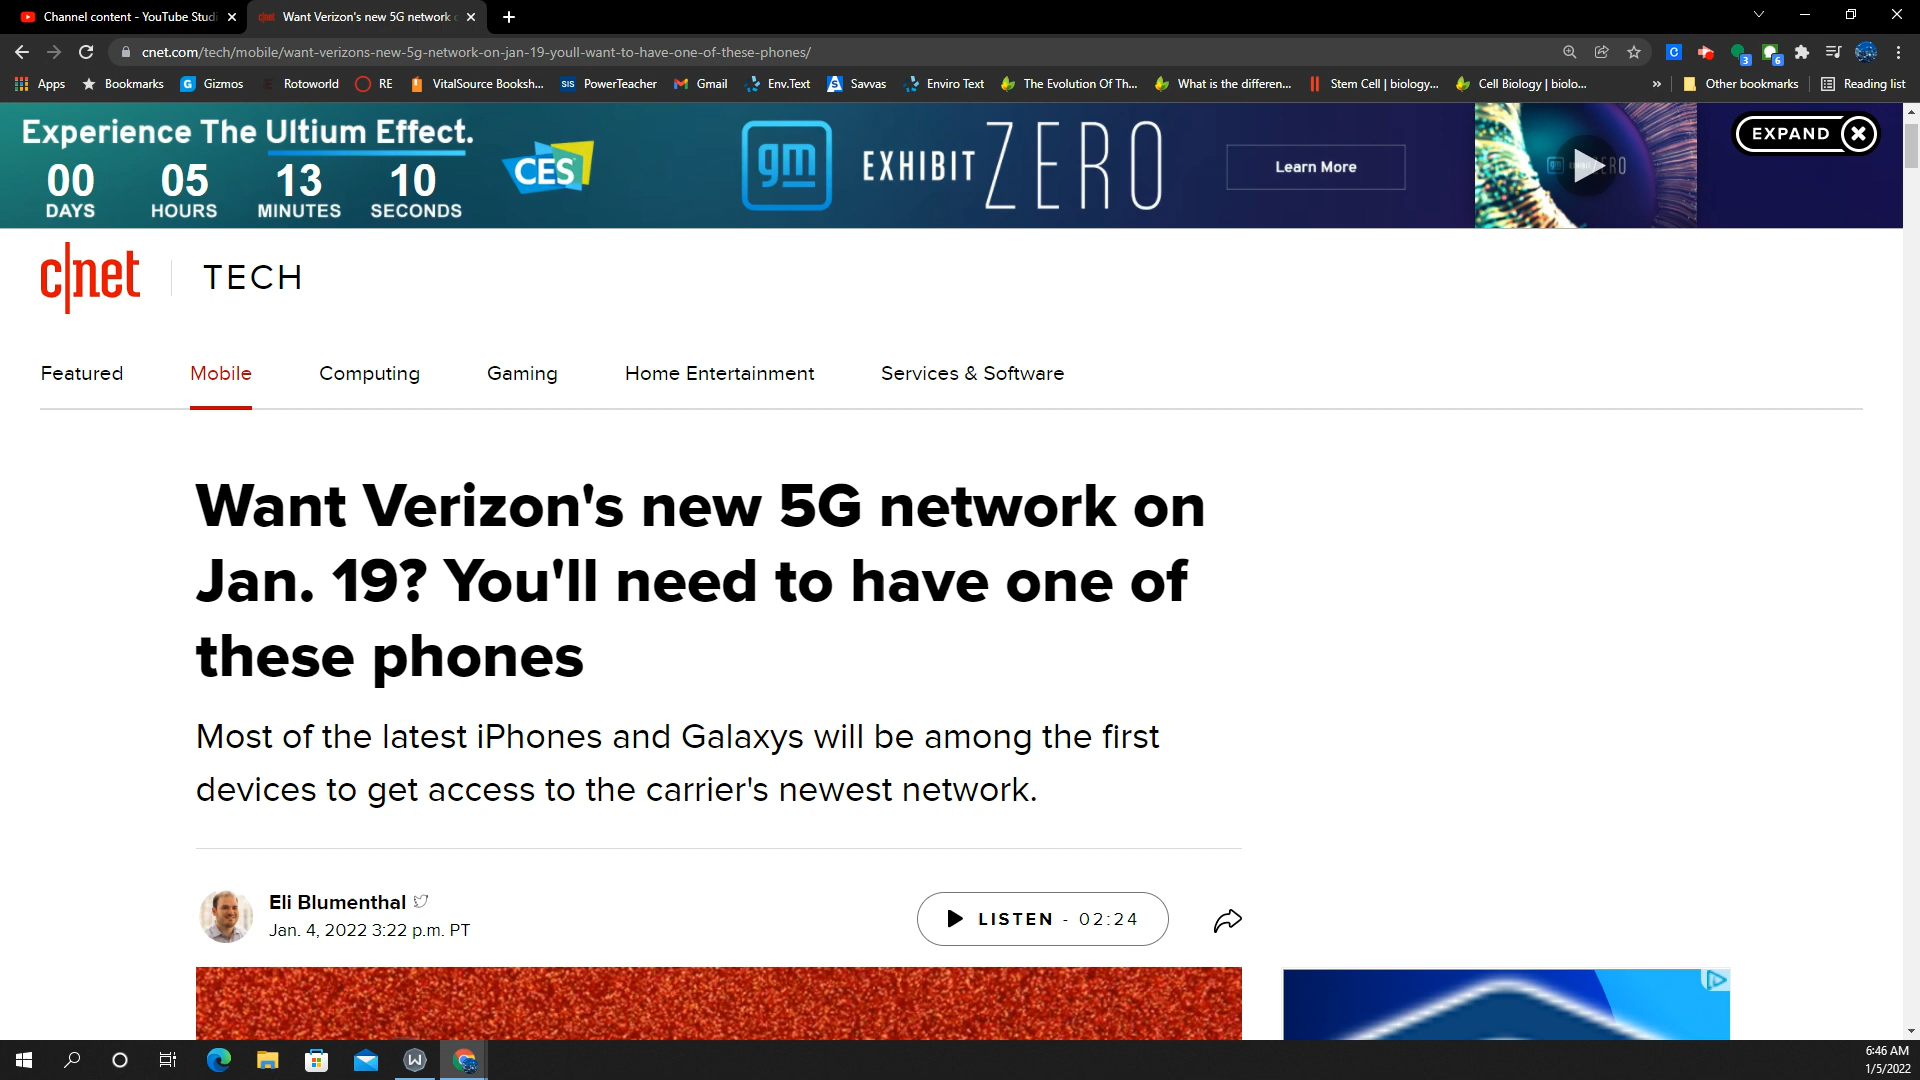 Channel content - YouTube Studi
Want Verizon's new 5G network
cnet.com/tech/mobile/want-verizons-new-5g-network-on-jan-19-youll-want-to-have-one-of-these-phones/
Apps
Bookmarks
Gizmos
Rotoworld
RE
VitalSource Booksh...
PowerTeacher
Gmail
Env.Text
Savvas
Enviro Text
The Evolution Of Th...
What is the differen...
Stem Cell | biology...
Cell Biology | biolo...
»
Other bookmarks
Reading list
Experience The Ultium Effect.
00 05 13 10
DAYS HOURS MINUTES SECONDS
CES
gm
EXHIBIT ZERO
Learn More
EXPAND
c|net
TECH
Featured
Mobile
Computing
Gaming
Home Entertainment
Services & Software
Want Verizon's new 5G network on
Jan. 19? You'll need to have one of
these phones
Most of the latest iPhones and Galaxys will be among the first
devices to get access to the carrier's newest network.
Eli Blumenthal
Jan. 4, 2022 3:22 p.m. PT
LISTEN - 02:24
6:46 AM
1/5/2022